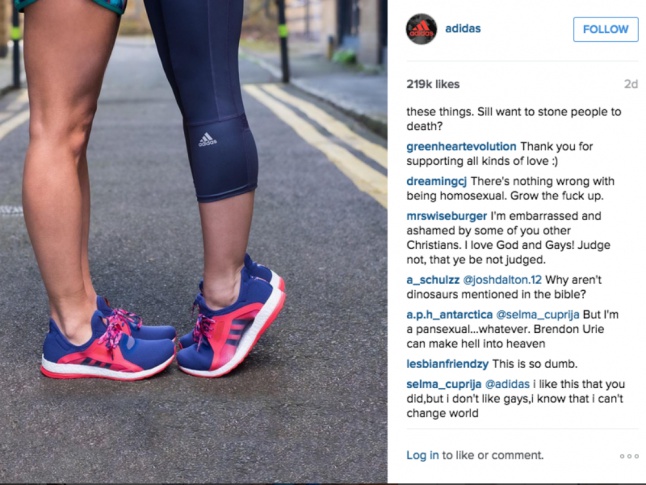 adidas
adidas
adidas
FOLLOW
219k likes
2d
these things. Sill want to stone people to
death?
greenheartevolution Thank you for
supporting all kinds of love :)
dreamingcj There's nothing wrong with
being homosexual. Grow the fuck up.
mrswiseburger I'm embarrassed and
ashamed by some of you other
Christians. I love God and Gays! Judge
not, that ye be not judged.
a_schulzz @joshdalton.12 Why aren't
dinosaurs mentioned in the bible?
a.p.h_antarctica @selma_cuprija But I'm
a pansexual...whatever. Brendon Urie
can make hell into heaven
lesbianfriendzy This is so dumb.
selma_cuprija @adidas i like this that you
did,but i don't like gays,i know that i can't
change world
Log in to like or comment.